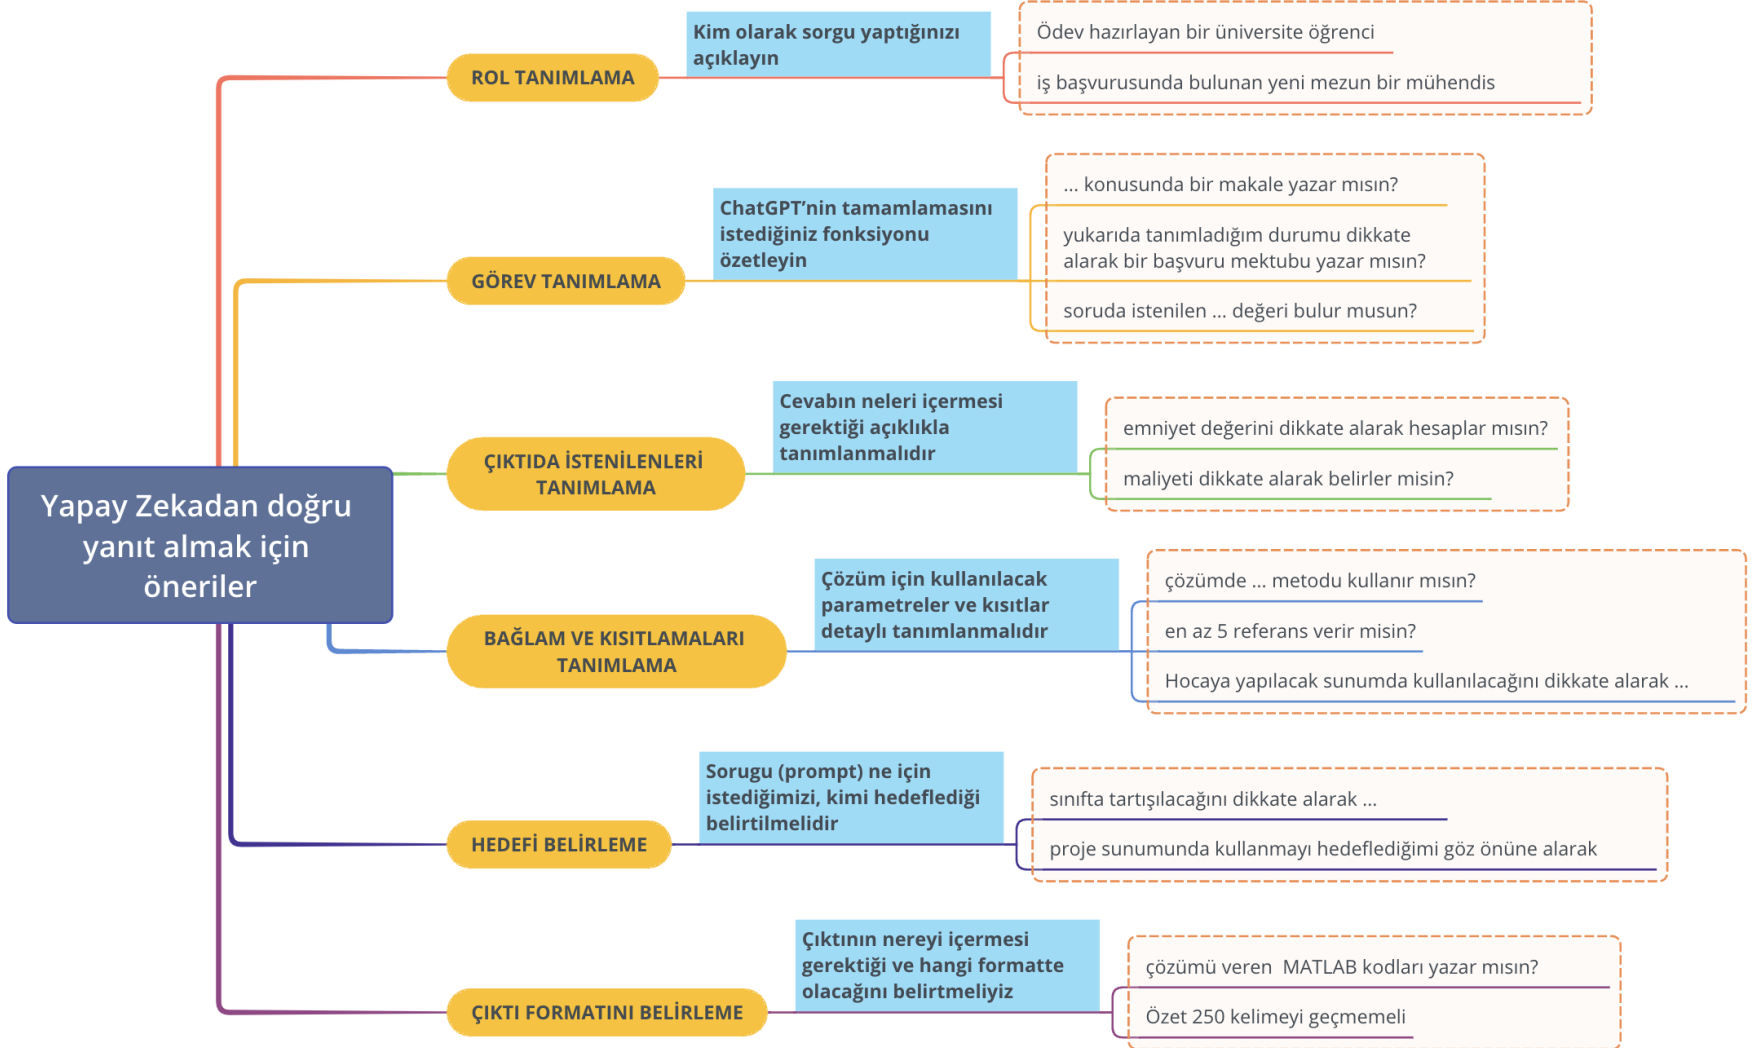 Yapay Zekadan doğru
yanıt almak için
öneriler
ROL TANIMLAMA
Kim olarak sorgu yaptığınızı
açıklayın
Ödev hazırlayan bir üniversite öğrenci
iş başvurusunda bulunan yeni mezun bir mühendis
GÖREV TANIMLAMA
ChatGPT’nin tamamlamasını
istediğiniz fonksiyonu
özetleyin
... konusunda bir makale yazar mısın?
yukarıda tanımladığım durumu dikkate
alarak bir başvuru mektubu yazar mısın?
soruda istenilen ... değeri bulur musun?
ÇIKTIDA İSTENİLENLERİ
TANIMLAMA
Cevabın neleri içermesi
gerektiği açıklıkla
tanımlanmalıdır
emniyet değerini dikkate alarak hesaplar mısın?
maliyeti dikkate alarak belirler misin?
BAĞLAM VE KISITLAMALARI
TANIMLAMA
Çözüm için kullanılacak
parametreler ve kısıtlar
detaylı tanımlanmalıdır
çözümde ... metodu kullanır mısın?
en az 5 referans verir misin?
Hocaya yapılacak sunumda kullanılacağını dikkate alarak ...
HEDEFİ BELİRLEME
Sorugu (prompt) ne için
istediğimizi, kimi hedeflediği
belirtilmelidir
sınıfta tartışılacağını dikkate alarak ...
proje sunumunda kullanmayı hedeflediğimi göz önüne alarak
ÇIKTI FORMATINI BELİRLEME
Çıktının nereyi içermesi
gerektiği ve hangi formatte
olacağını belirtmeliyiz
çözümü veren  MATLAB kodları yazar mısın?
Özet 250 kelimeyi geçmemeli